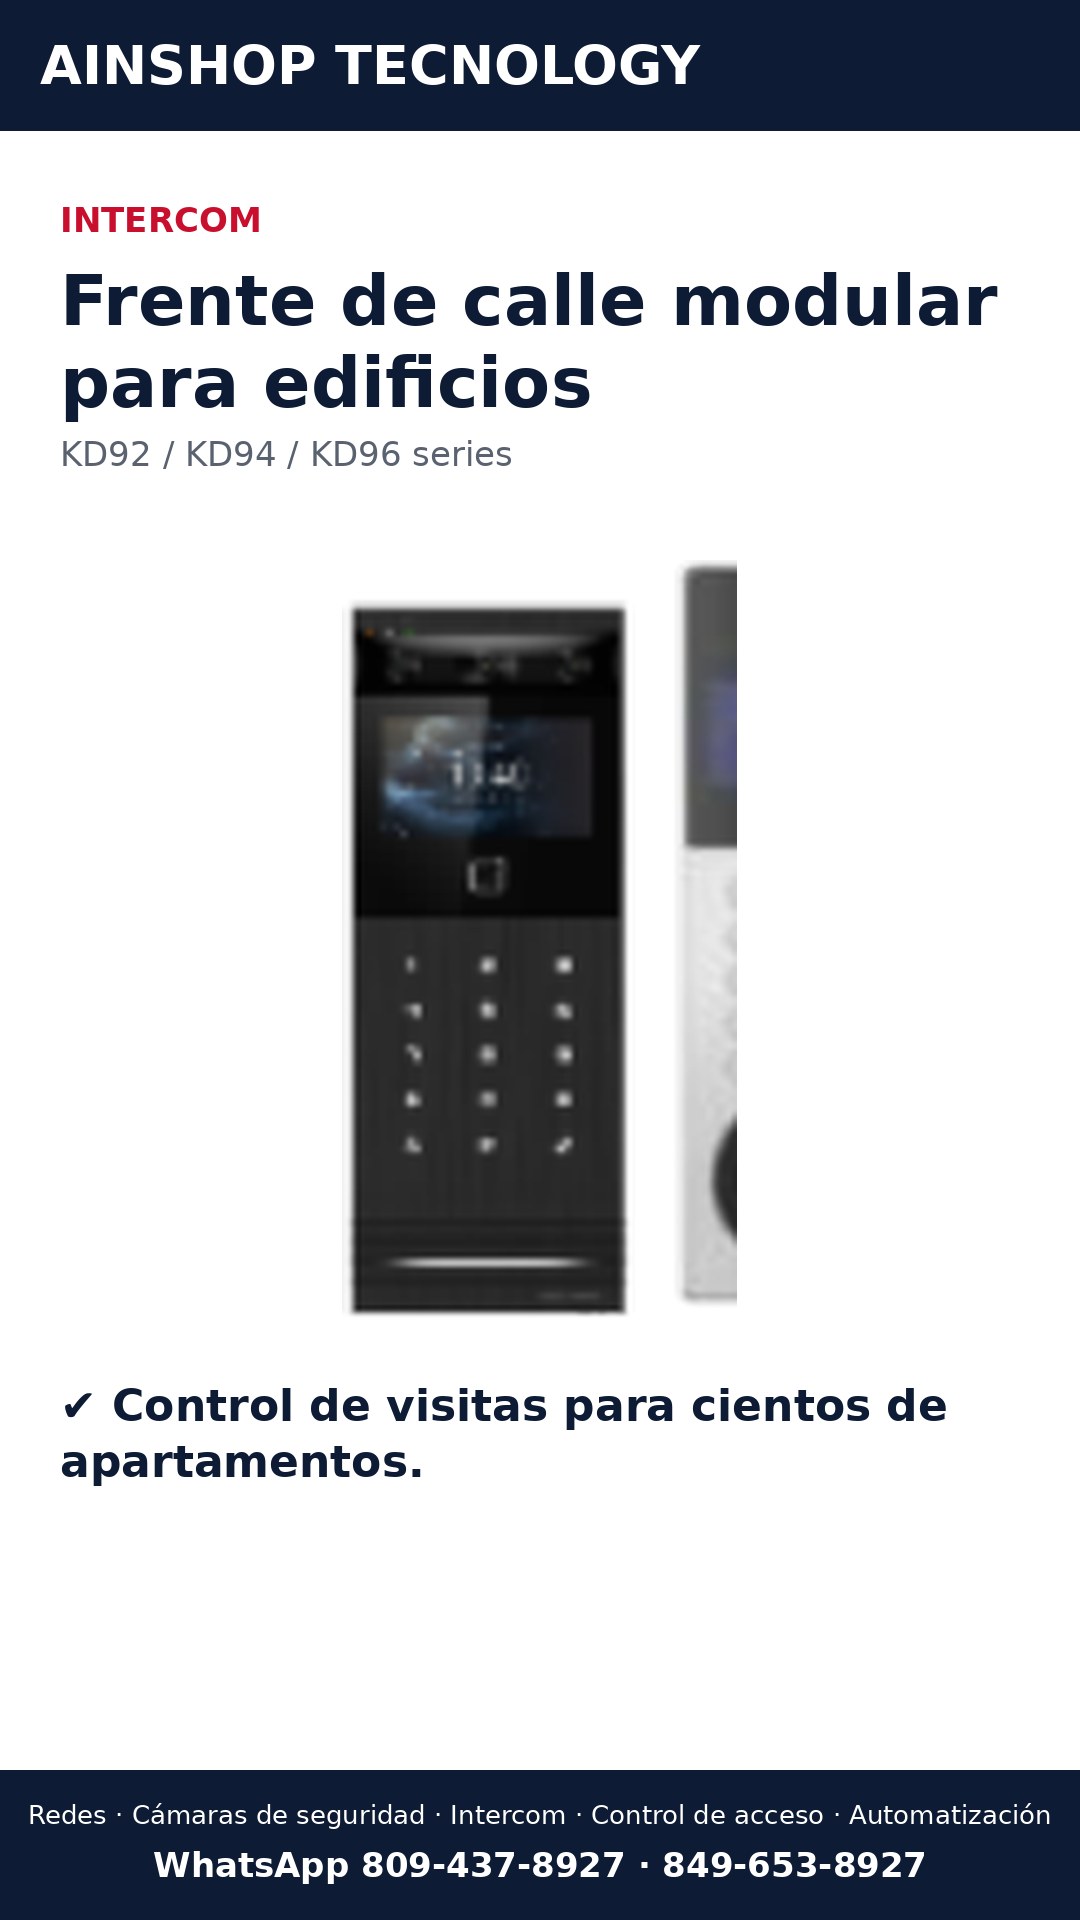 AINSHOP TECNOLOGY
INTERCOM
Frente de calle modular
para edificios
KD92 / KD94 / KD96 series
✔ Control de visitas para cientos de
apartamentos.
Redes · Cámaras de seguridad · Intercom · Control de acceso · Automatización
WhatsApp 809-437-8927 · 849-653-8927